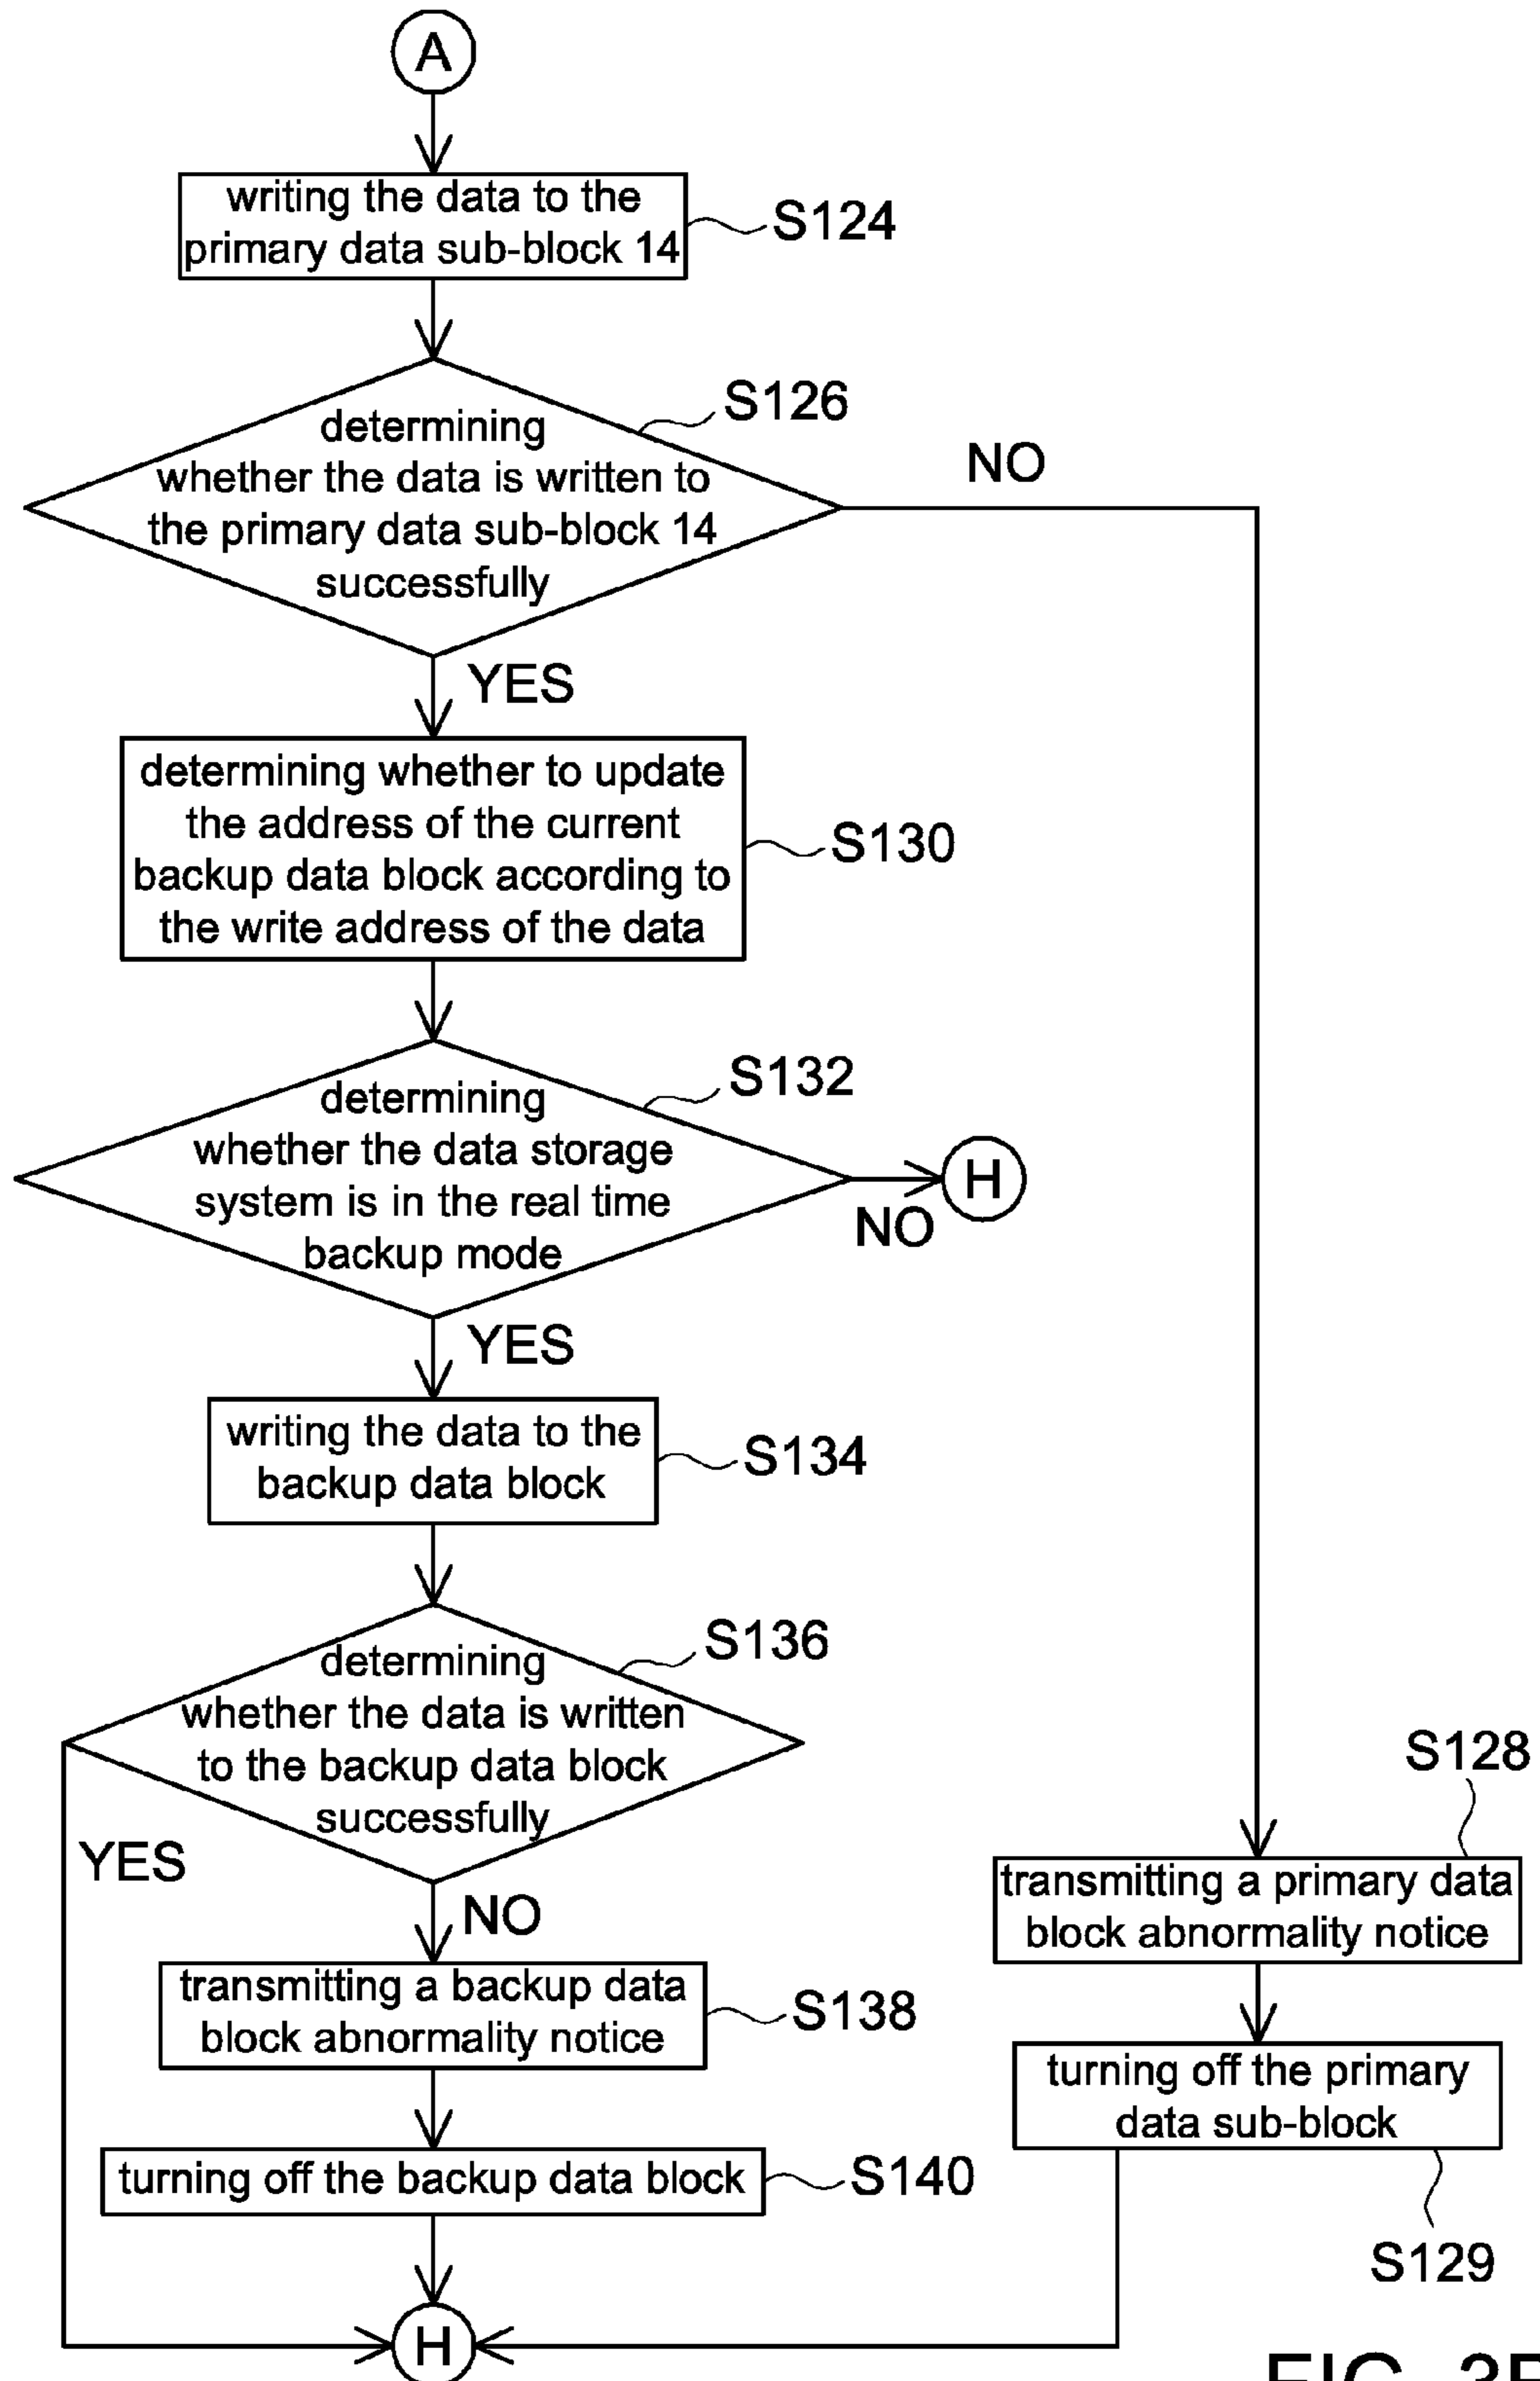 A
writing the data to the
primary data sub-block 14
S124
determining
whether the data is written to
the primary data sub-block 14
successfully
S126
NO
YES
determining whether to update
the address of the current
backup data block according to
the write address of the data
S130
determining
whether the data storage
system is in the real time
backup mode
S132
NO
H
YES
writing the data to the
backup data block
S134
determining
whether the data is written
to the backup data block
successfully
S136
YES
NO
S128
transmitting a primary data
block abnormality notice
transmitting a backup data
block abnormality notice
S138
turning off the primary
data sub-block
S129
turning off the backup data block
S140
H
FIG.